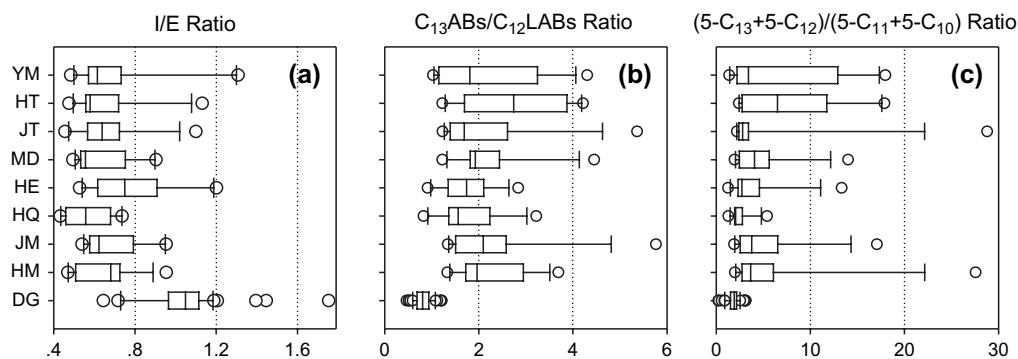 I/E Ratio
C₁₃ABs/C₁₂LABs Ratio
(5-C₁₃+5-C₁₂)/(5-C₁₁+5-C₁₀) Ratio
(a)
(b)
(c)
YM
HT
JT
MD
HE
HQ
JM
HM
DG
.4 .8 1.2 1.6
0 2 4 6
0 10 20 30